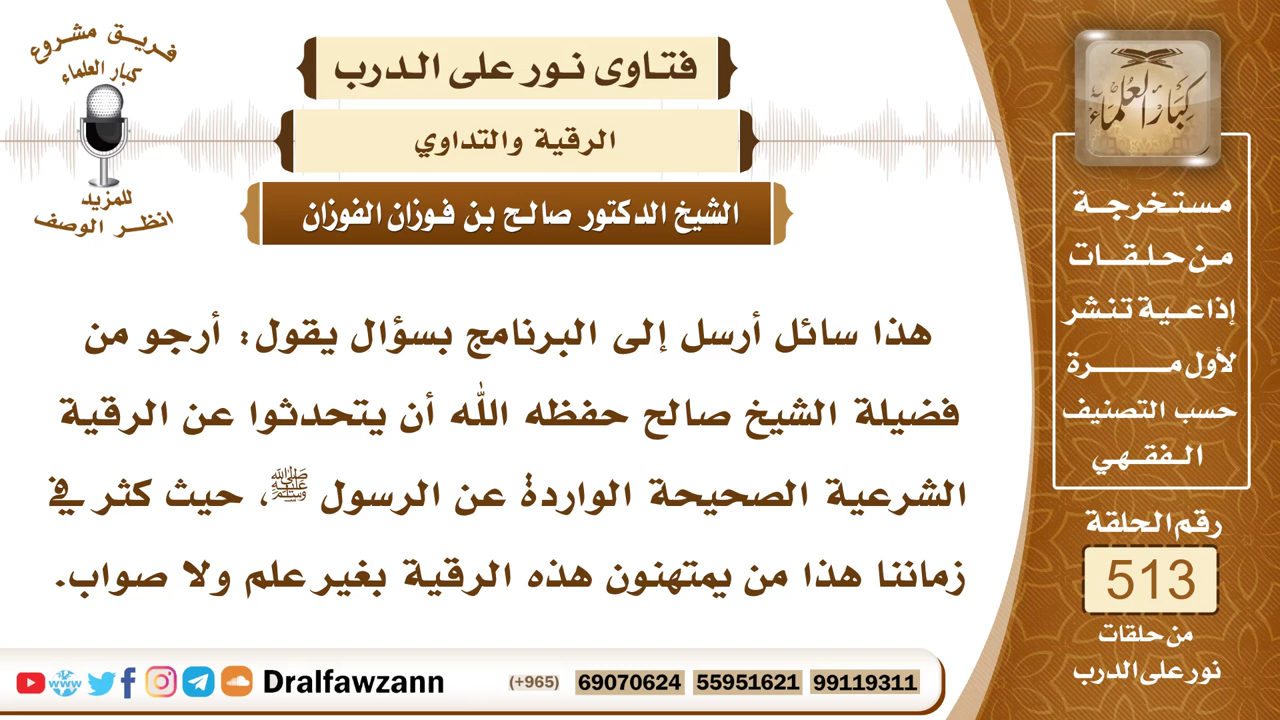 فريق مشروع
كبار العلماء
للمزيد
انظر الوصف
فتاوى نور على الدرب
الرقية والتداوي
الشيخ الدكتور صالح بن فوزان الفوزان
هذا سائل أرسل إلى البرنامج بسؤال يقول: أرجو من
فضيلة الشيخ صالح حفظه الله أن يتحدثوا عن الرقية
الشرعية الصحيحة الواردة عن الرسول ﷺ، حيث كثر في
زماننا هذا من يمتهنون هذه الرقية بغير علم ولا صواب.
كبار العلماء
مستخرجة
من حلقات
إذاعية تنشر
لأول مرة
حسب التصنيف
الفقهي
رقم الحلقة
513
من حلقات
نور على الدرب
www Dralfawzann (+965) 69070624 55951621 99119311